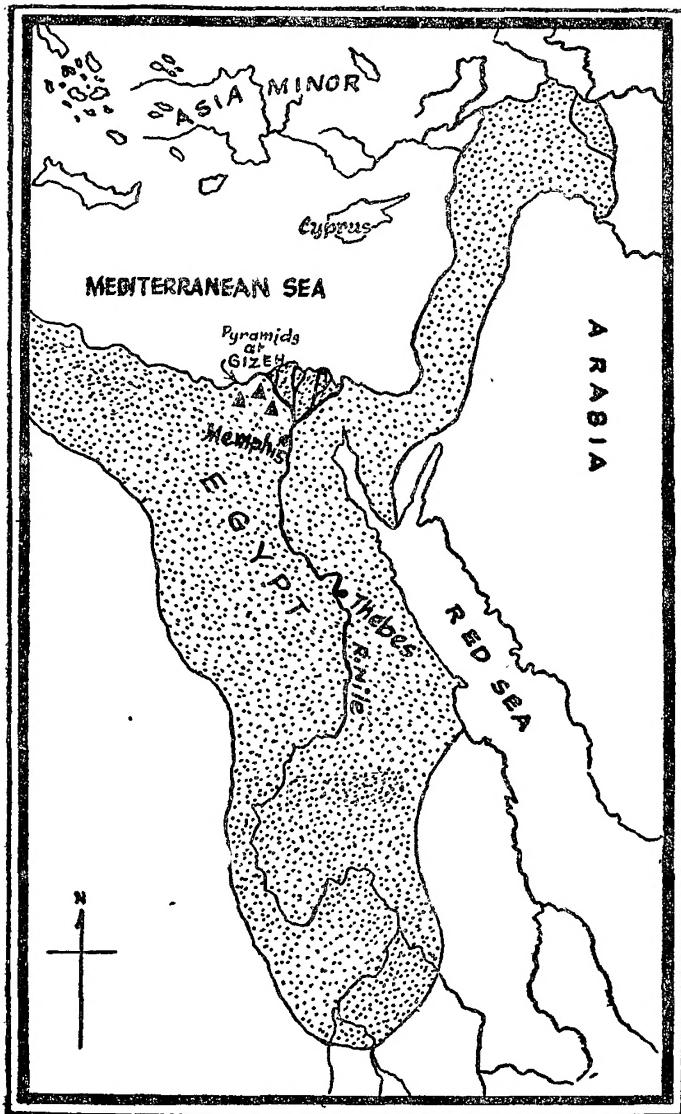 ASIA MINOR
Cyprus
MEDITERRANEAN SEA
Pyramids
at
GIZEH
Memphis
ARABIA
EGYPT
Thebes
R.Nile
RED SEA
N